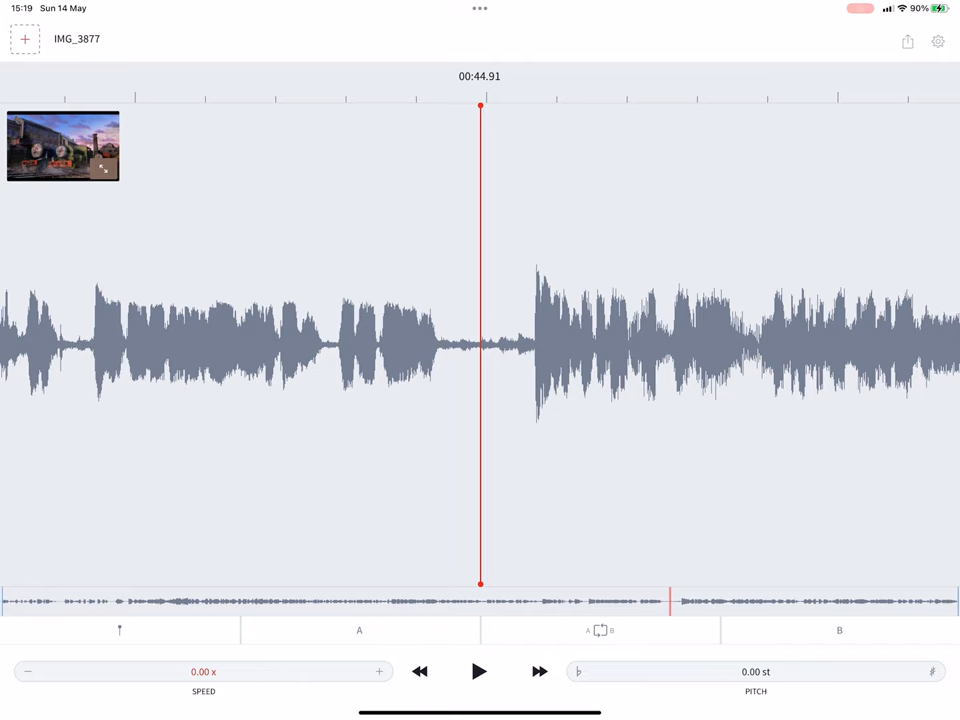 15:19 Sun 14 May 90%
IMG_3877
00:44.91
A A B B
− 0.00 x + ♭ 0.00 st ♯
SPEED PITCH